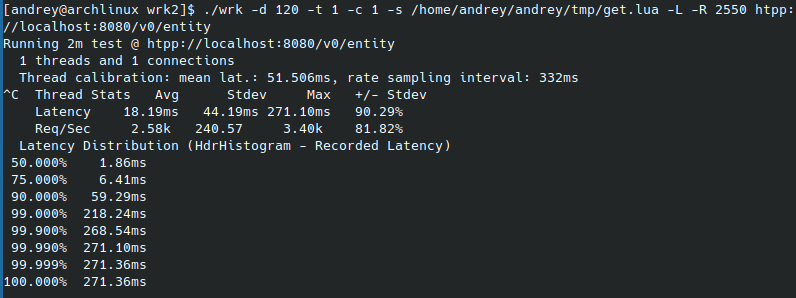 [andrey@archlinux wrk2]$ ./wrk -d 120 -t 1 -c 1 -s /home/andrey/andrey/tmp/get.lua -L -R 2550 htpp:
//localhost:8080/v0/entity
Running 2m test @ htpp://localhost:8080/v0/entity
  1 threads and 1 connections
  Thread calibration: mean lat.: 51.506ms, rate sampling interval: 332ms
^C  Thread Stats   Avg      Stdev     Max   +/- Stdev
    Latency    18.19ms   44.19ms 271.10ms   90.29%
    Req/Sec     2.58k   240.57     3.40k    81.82%
  Latency Distribution (HdrHistogram - Recorded Latency)
 50.000%    1.86ms
 75.000%    6.41ms
 90.000%   59.29ms
 99.000%  218.24ms
 99.900%  268.54ms
 99.990%  271.10ms
 99.999%  271.36ms
100.000%  271.36ms